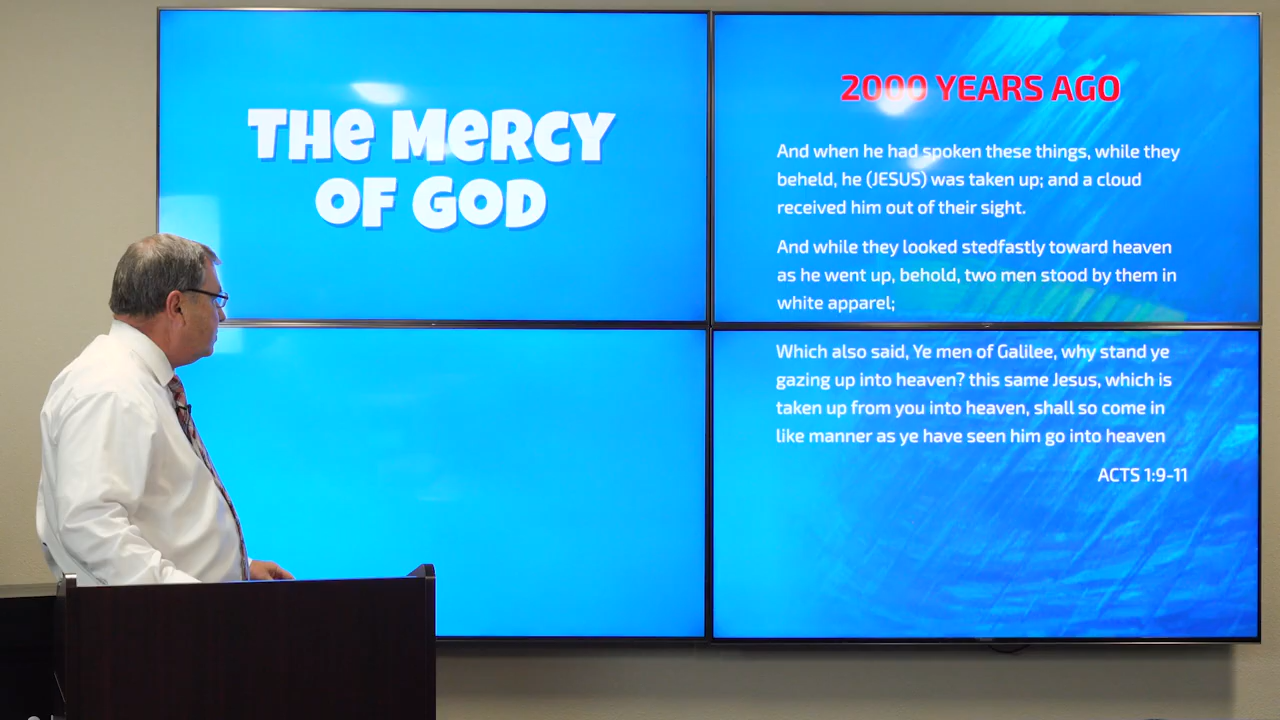 THE MERCY
OF GOD
2000 YEARS AGO
And when he had spoken these things, while they
beheld, he (JESUS) was taken up; and a cloud
received him out of their sight.
And while they looked stedfastly toward heaven
as he went up, behold, two men stood by them in
white apparel;
Which also said, Ye men of Galilee, why stand ye
gazing up into heaven? this same Jesus, which is
taken up from you into heaven, shall so come in
like manner as ye have seen him go into heaven
ACTS 1:9-11